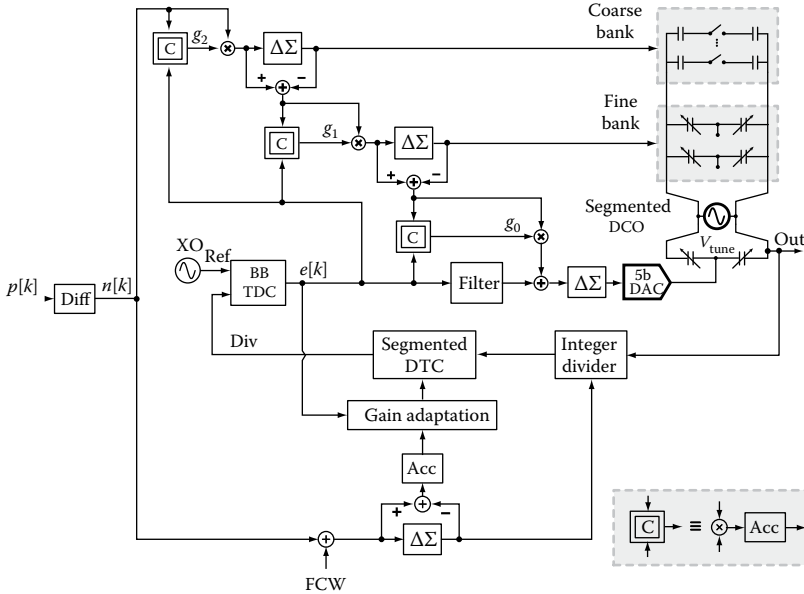 Coarse
bank
C
g2
×
ΔΣ
+
−
+
Fine
bank
C
g1
×
ΔΣ
+
−
+
Segmented
DCO
C
g0
×
Vtune
Out
XO
Ref
BB
TDC
e[k]
Filter
+
ΔΣ
5b
DAC
p[k]
Diff
n[k]
Div
Segmented
DTC
Integer
divider
Gain adaptation
Acc
+
+
−
C
≡
×
Acc
+
ΔΣ
FCW